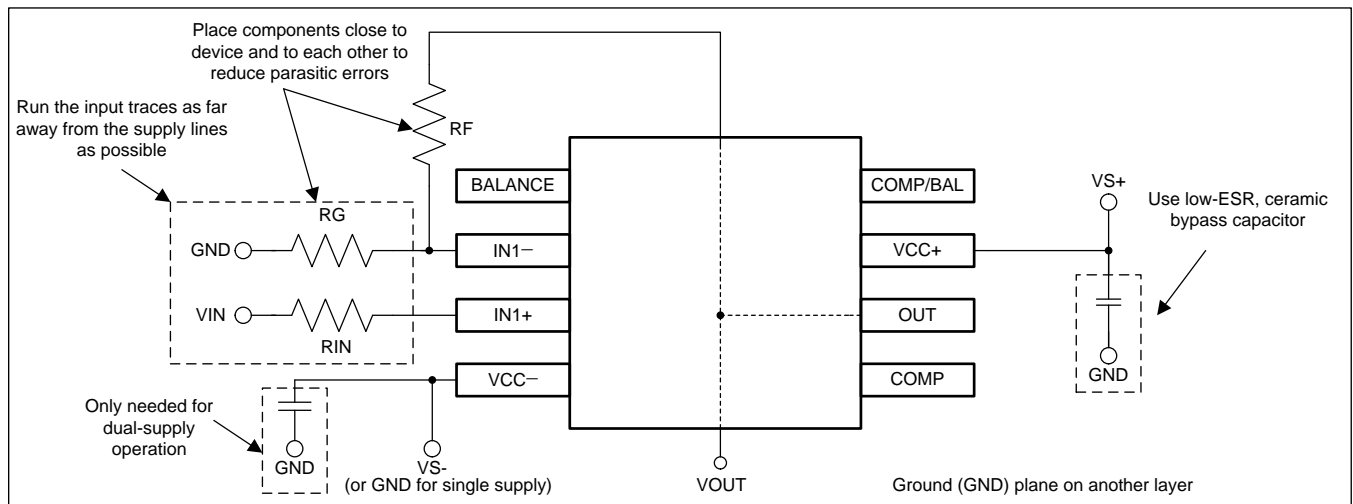 Place components close to
device and to each other to
reduce parasitic errors
Run the input traces as far
away from the supply lines
as possible
RF
BALANCE
COMP/BAL
VS+
Use low-ESR, ceramic
bypass capacitor
RG
GND
IN1−
VCC+
VIN
IN1+
OUT
RIN
VCC−
COMP
GND
Only needed for
dual-supply
operation
GND
VS-
(or GND for single supply)
VOUT
Ground (GND) plane on another layer